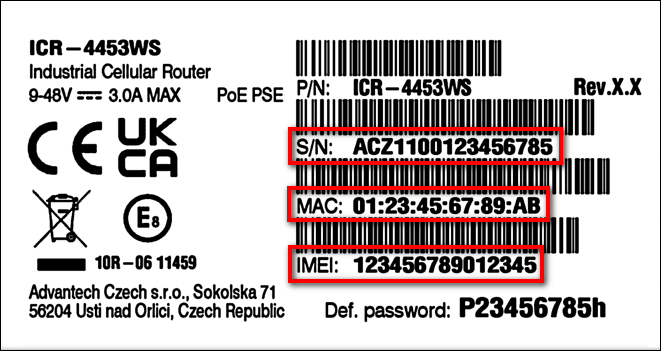 ICR-4453WS
Industrial Cellular Router
9-48V 3.0A MAX PoE PSE
CE UK CA
E8
10R-06 11459
Advantech Czech s.r.o., Sokolska 71
56204 Usti nad Orlici, Czech Republic
P/N: ICR-4453WS Rev.X.X
S/N: ACZ1100123456785
MAC: 01:23:45:67:89:AB
IMEI: 123456789012345
Def. password: P23456785h